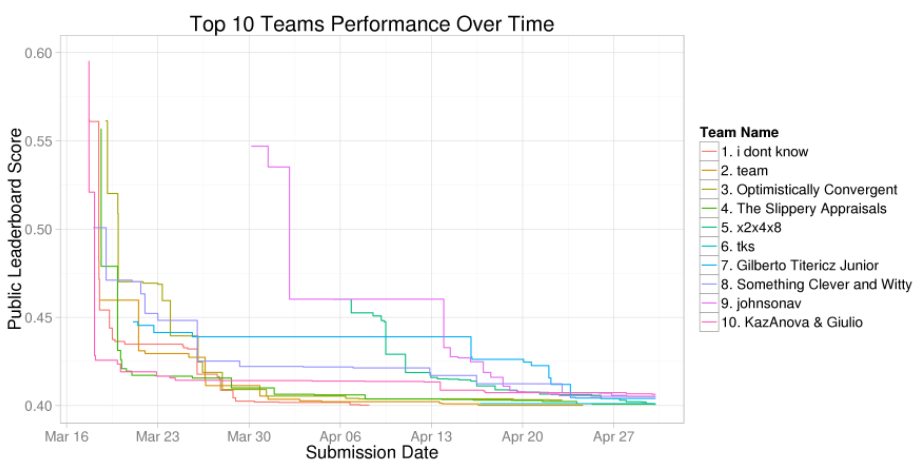 Top 10 Teams Performance Over Time
Public Leaderboard Score
0.60
0.55
0.50
0.45
0.40
Mar 16 Mar 23 Mar 30 Apr 06 Apr 13 Apr 20 Apr 27
Submission Date
Team Name
1. i dont know
2. team
3. Optimistically Convergent
4. The Slippery Appraisals
5. x2x4x8
6. tks
7. Gilberto Titericz Junior
8. Something Clever and Witty
9. johnsonav
10. KazAnova & Giulio